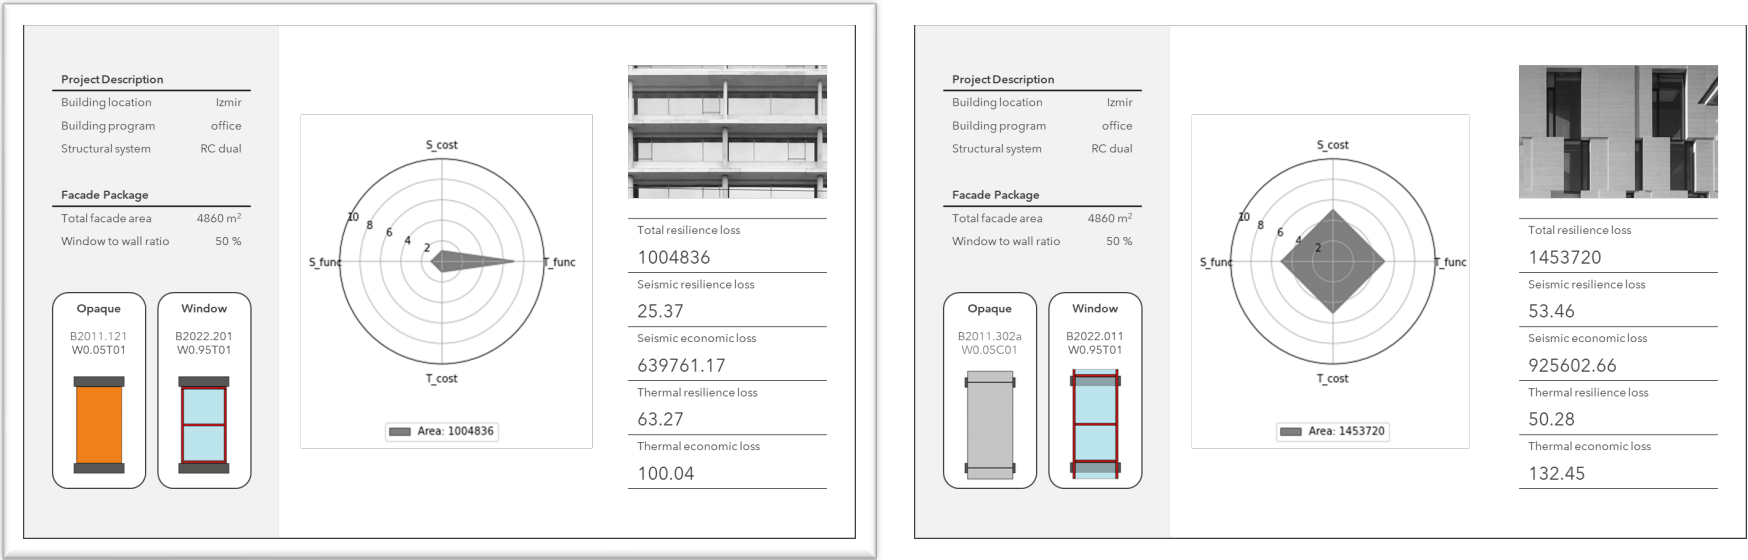 Project Description
Building location Izmir
Building program office
Structural system RC dual
Facade Package
Total facade area 4860 m²
Window to wall ratio 50 %
Opaque
B2011.121
W0.05T01
Window
B2022.201
W0.95T01
S_cost
10
8
6
4
2
S_func
T_func
T_cost
Area: 1004836
Total resilience loss
1004836
Seismic resilience loss
25.37
Seismic economic loss
639761.17
Thermal resilience loss
63.27
Thermal economic loss
100.04
Project Description
Building location Izmir
Building program office
Structural system RC dual
Facade Package
Total facade area 4860 m²
Window to wall ratio 50 %
Opaque
B2011.302a
W0.05C01
Window
B2022.011
W0.95T01
S_cost
10
8
6
4
2
S_func
T_func
T_cost
Area: 1453720
Total resilience loss
1453720
Seismic resilience loss
53.46
Seismic economic loss
925602.66
Thermal resilience loss
50.28
Thermal economic loss
132.45